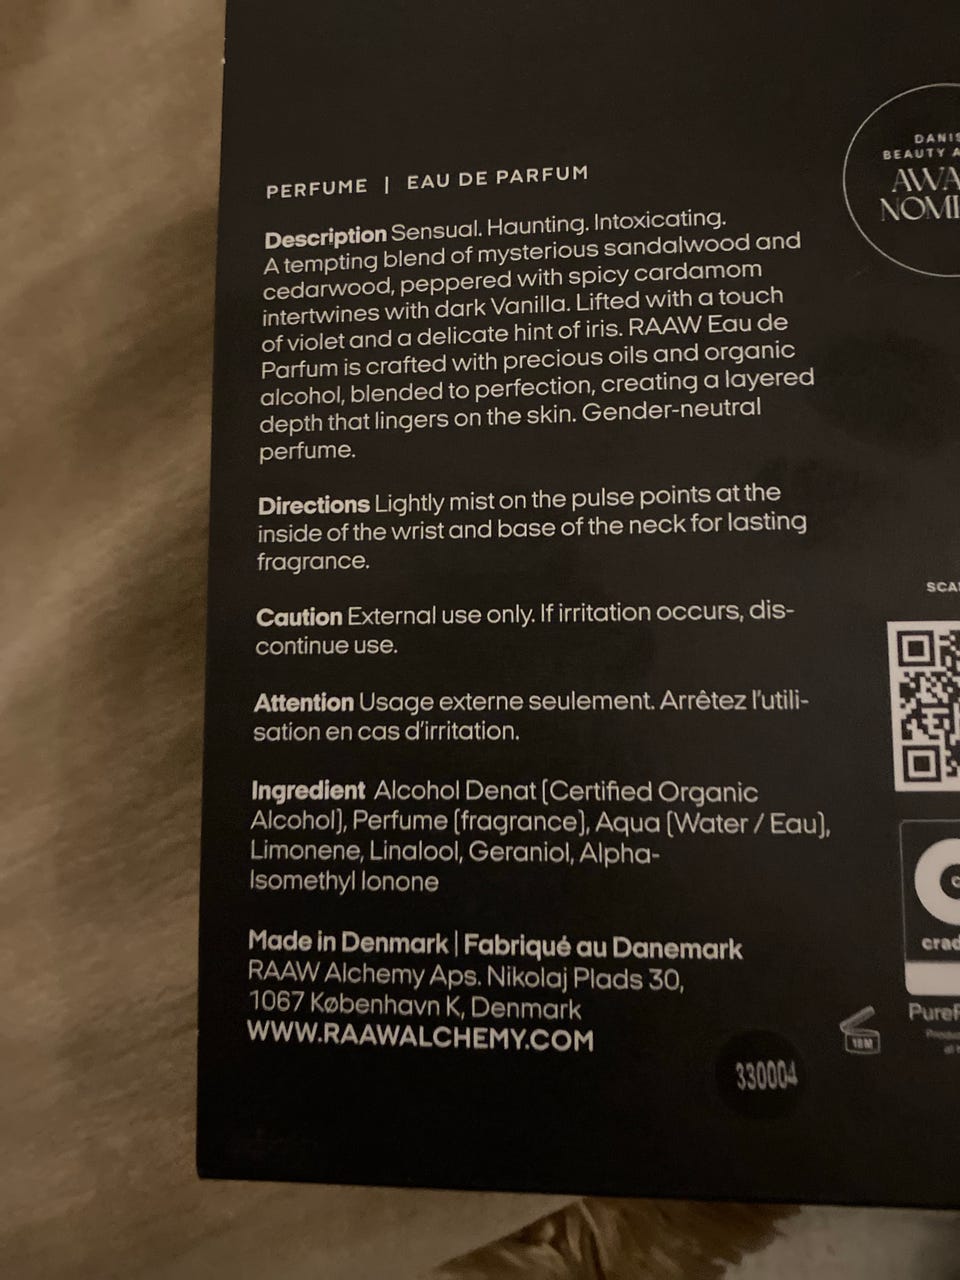 PERFUME | EAU DE PARFUM
Description Sensual. Haunting. Intoxicating.
A tempting blend of mysterious sandalwood and
cedarwood, peppered with spicy cardamom
intertwines with dark Vanilla. Lifted with a touch
of violet and a delicate hint of iris. RAAW Eau de
Parfum is crafted with precious oils and organic
alcohol, blended to perfection, creating a layered
depth that lingers on the skin. Gender-neutral
perfume.
Directions Lightly mist on the pulse points at the
inside of the wrist and base of the neck for lasting
fragrance.
Caution External use only. If irritation occurs, dis-
continue use.
Attention Usage externe seulement. Arrêtez l'utili-
sation en cas d'irritation.
Ingredient Alcohol Denat (Certified Organic
Alcohol), Perfume (fragrance), Aqua (Water / Eau),
Limonene, Linalool, Geraniol, Alpha-
Isomethyl Ionone
Made in Denmark | Fabriqué au Danemark
RAAW Alchemy Aps. Nikolaj Plads 30,
1067 København K, Denmark
WWW.RAAWALCHEMY.COM
330004
BEAUTY
18M